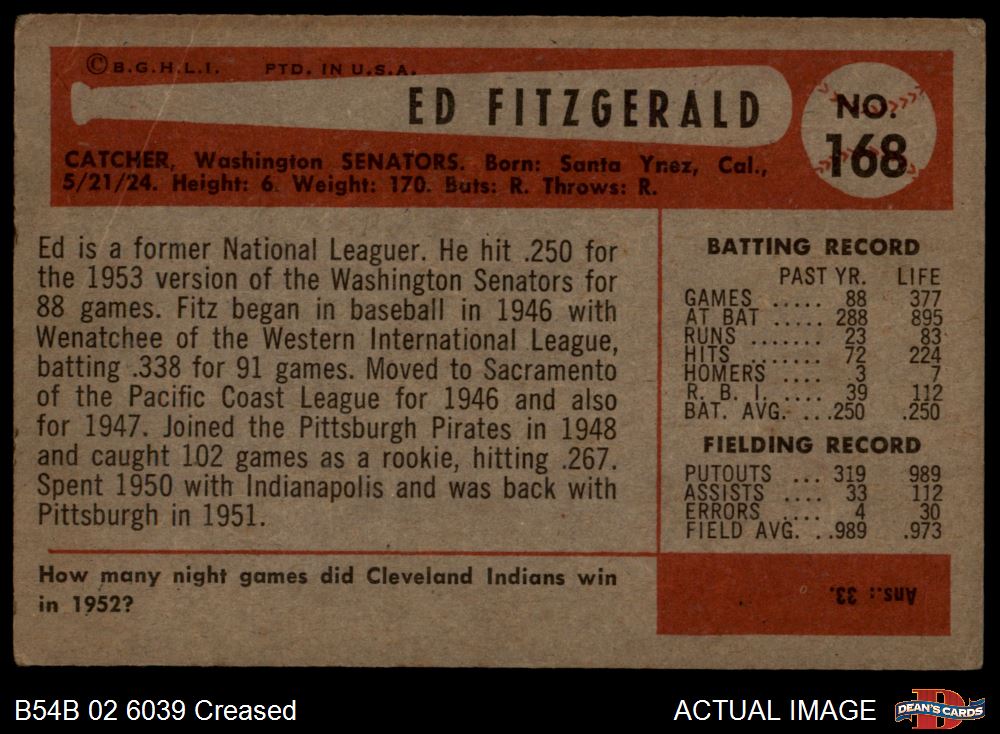 © B.G.H.L.I. PTD. IN U.S.A.
ED FITZGERALD
NO.
168
CATCHER, Washington SENATORS. Born: Santa Ynez, Cal.,
5/21/24. Height: 6. Weight: 170. Bats: R. Throws: R.
Ed is a former National Leaguer. He hit .250 for
the 1953 version of the Washington Senators for
88 games. Fitz began in baseball in 1946 with
Wenatchee of the Western International League,
batting .338 for 91 games. Moved to Sacramento
of the Pacific Coast League for 1946 and also
for 1947. Joined the Pittsburgh Pirates in 1948
and caught 102 games as a rookie, hitting .267.
Spent 1950 with Indianapolis and was back with
Pittsburgh in 1951.
BATTING RECORD
PAST YR. LIFE
GAMES ..... 88 377
AT BAT ..... 288 895
RUNS ....... 23 83
HITS ....... 72 224
HOMERS .... 3 7
R. B. I. .... 39 112
BAT. AVG. ...250 .250
FIELDING RECORD
PUTOUTS ... 319 989
ASSISTS .... 33 112
ERRORS .... 4 30
FIELD AVG. ..989 .973
How many night games did Cleveland Indians win
in 1952?
Ans.: 33.
B54B 02 6039 Creased
ACTUAL IMAGE
DEAN'S CARDS